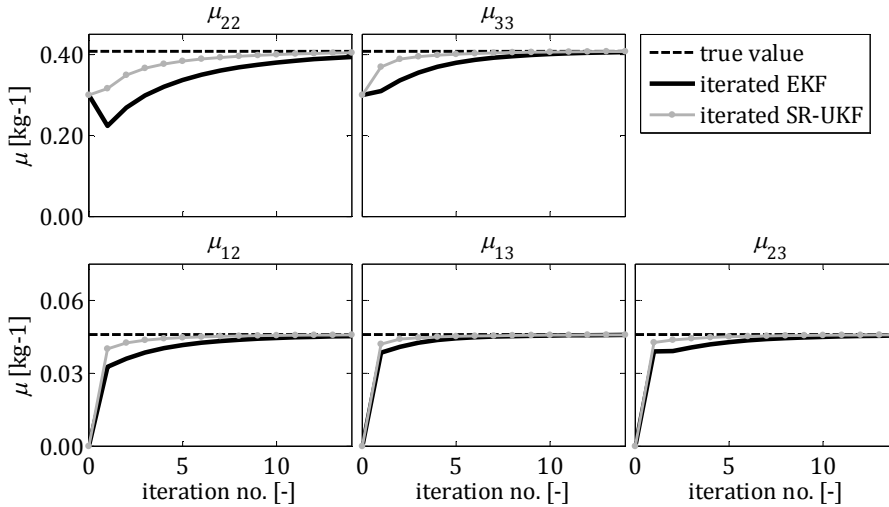 μ22
μ33
true value
iterated EKF
iterated SR-UKF
μ [kg-1]
0.40
0.20
0.00
μ12
μ13
μ23
μ [kg-1]
0.06
0.03
0.00
0 5 10
0 5 10
0 5 10
iteration no. [-]
iteration no. [-]
iteration no. [-]